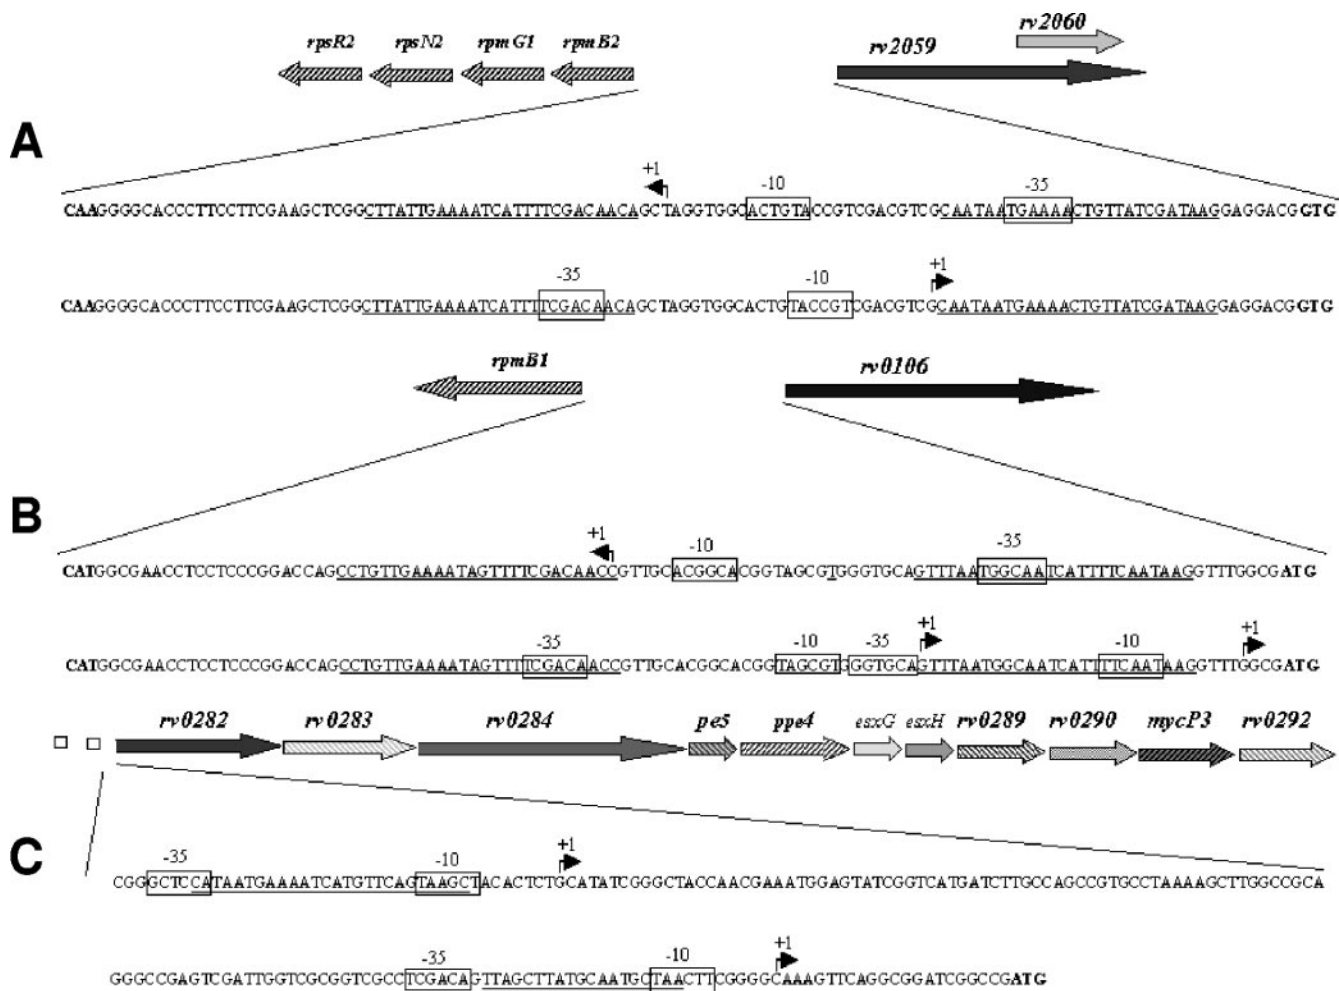 rv2060
rpsR2 rpsN2 rpmG1 rpmB2 rv2059
A
+1 -10 -35
CAAGGGGCACCCTTCCTTCGAAGCTCGGCTTATTGAAAATCATTTTCGACAACAGCTAGGTGGCACTGTACCGTCGACGTCGCAATAATGAAAACTGTTATCGATAAGGAGGACGGTG
-35 -10 +1
CAAGGGGCACCCTTCCTTCGAAGCTCGGCTTATTGAAAATCATTTTCGACAACAGCTAGGTGGCACTGTACCGTCGACGTCGCAATAATGAAAACTGTTATCGATAAGGAGGACGGTG
rpmB1 rv0106
B
+1 -10 -35
CATGGCGAACCTCCTCCCGGACCAGCCTGTTGAAAATAGTTTTCGACAACCGTTGCACGGCACGGTAGCGTGGGTGCAGTTTAATGGCAATCATTTTCAATAAGGTTTGGCGATG
-35 -10 -35 +1 -10 +1
CATGGCGAACCTCCTCCCGGACCAGCCTGTTGAAAATAGTTTTCGACAACCGTTGCACGGCACGGTAGCGTGGGTGCAGTTTAATGGCAATCATTTTCAATAAGGTTTGGCGATG
rv0282 rv0283 rv0284 pe5 ppe4 esxG esxH rv0289 rv0290 mycP3 rv0292
C
-35 -10 +1
CGGGCTCCATAATGAAAATCATGTTCAGTAAGCTACACTCTGCATATCGGGCTACCAACGAAATGGAGTATCGGTCATGATCTTGCCAGCCGTGCCTAAAAGCTTGGCCGCA
-35 -10 +1
GGGCCGAGTCGATTGGTCGCGGTCGCCTCGACAGTTAGCTTATGCAATGCTAACTTCGGGGCAAAGTTCAGGCGGATCGGCCGATG